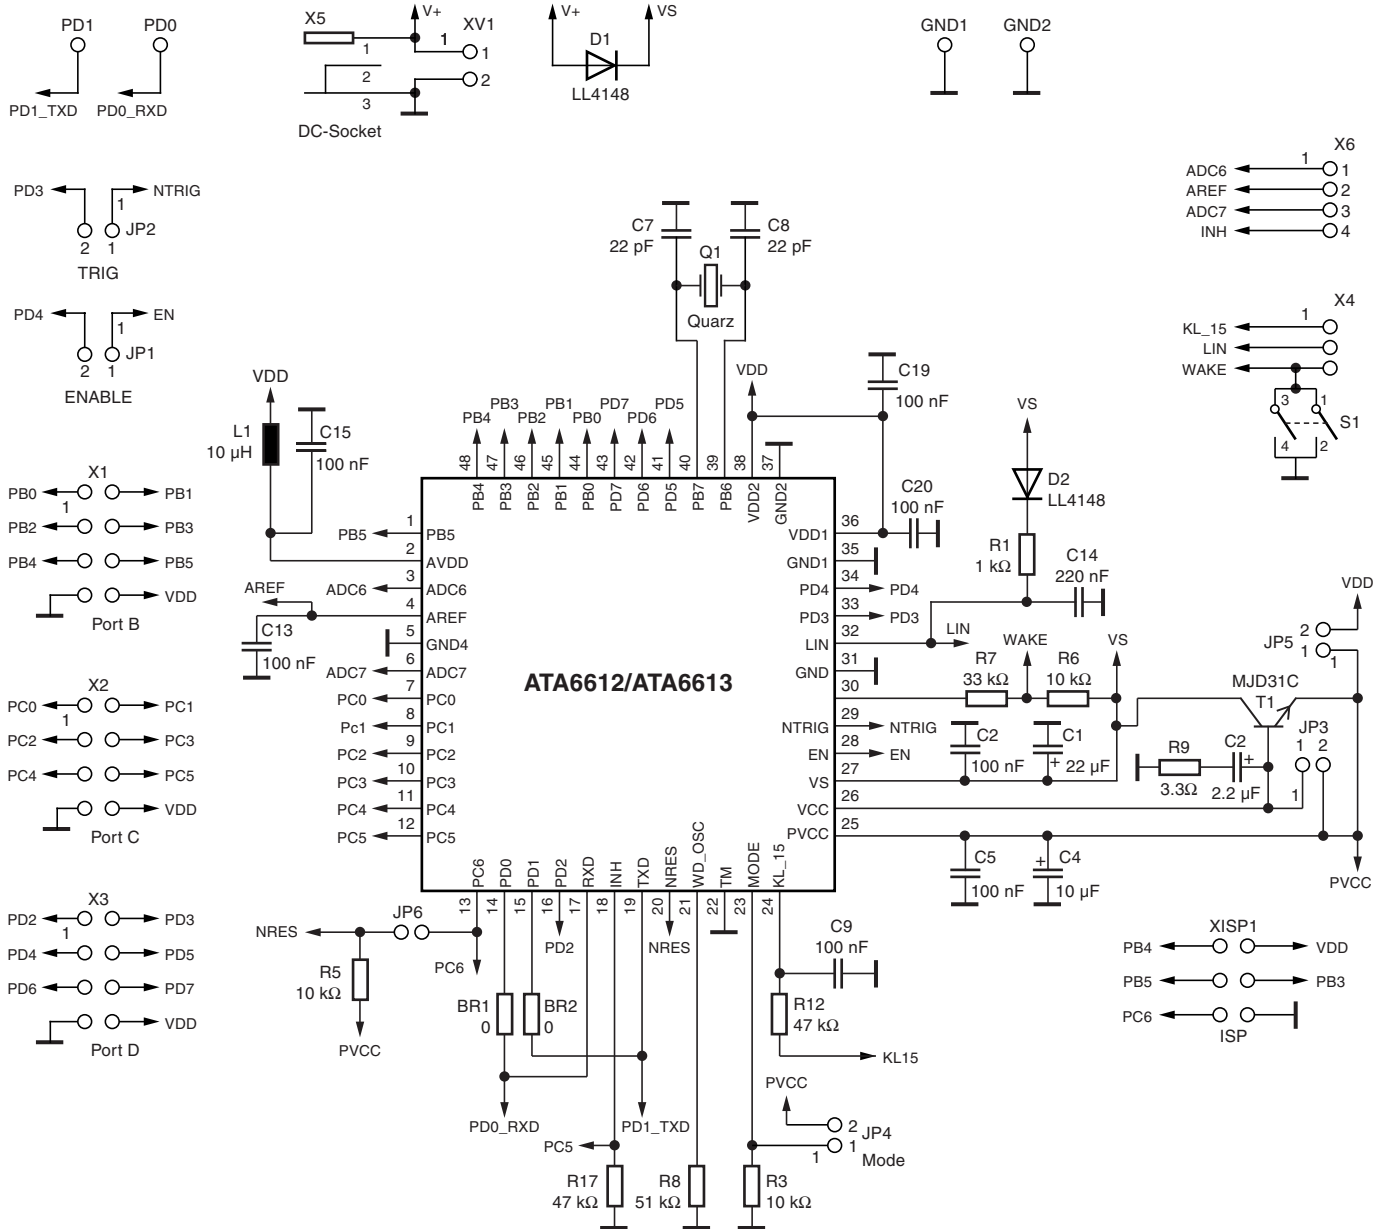 PD1
PD0
PD1_TXD
PD0_RXD
X5
V+
XV1
1
1
1
2
2
3
DC-Socket
V+
VS
D1
LL4148
GND1
GND2
X6
ADC6
1
1
AREF
2
ADC7
3
INH
4
PD3
NTRIG
1
JP2
2
1
TRIG
PD4
EN
1
JP1
2
1
ENABLE
C7
22 pF
C8
22 pF
Q1
Quarz
X4
KL_15
1
LIN
WAKE
3
1
S1
4
2
VDD
L1
10 µH
C15
100 nF
VDD
C19
100 nF
VS
D2
LL4148
R1
1 kΩ
C14
220 nF
C20
100 nF
X1
PB0
PB1
1
PB2
PB3
PB4
PB5
VDD
Port B
X2
PC0
PC1
1
PC2
PC3
PC4
PC5
VDD
Port C
X3
PD2
PD3
1
PD4
PD5
PD6
PD7
VDD
Port D
PB4
PB3
PB2
PB1
PB0
PD7
PD6
PD5
48
47
46
45
44
43
42
41
40
39
38
37
PB4
PB3
PB2
PB1
PB0
PD7
PD6
PD5
PB7
PB6
VDD2
GND2
PB5
1
PB5
2
AVDD
ADC6
3
ADC6
AREF
4
AREF
C13
100 nF
5
GND4
ADC7
6
ADC7
PC0
7
PC0
Pc1
8
PC1
PC2
9
PC2
PC3
10
PC3
PC4
11
PC4
PC5
12
PC5
ATA6612/ATA6613
VDD1
36
GND1
35
PD4
34
PD4
PD3
33
PD3
LIN
32
LIN
GND
31
30
NTRIG
29
NTRIG
EN
28
EN
VS
27
VCC
26
PVCC
25
R7
33 kΩ
WAKE
R6
10 kΩ
VS
C2
100 nF
C1
+
22 µF
MJD31C
T1
R9
3.3Ω
C2
+
2.2 µF
VDD
2
JP5
1
1
JP3
1
2
1
C5
100 nF
C4
+
10 µF
PVCC
PC6
PD0
PD1
PD2
RXD
INH
TXD
NRES
WD_OSC
TM
MODE
KL_15
13
14
15
16
17
18
19
20
21
22
23
24
NRES
JP6
PC6
R5
10 kΩ
PVCC
PD2
NRES
BR1
0
BR2
0
PD0_RXD
PD1_TXD
PC5
R17
47 kΩ
R8
51 kΩ
R3
10 kΩ
C9
100 nF
R12
47 kΩ
KL15
PVCC
2
JP4
1
1
Mode
XISP1
PB4
VDD
PB5
PB3
PC6
ISP